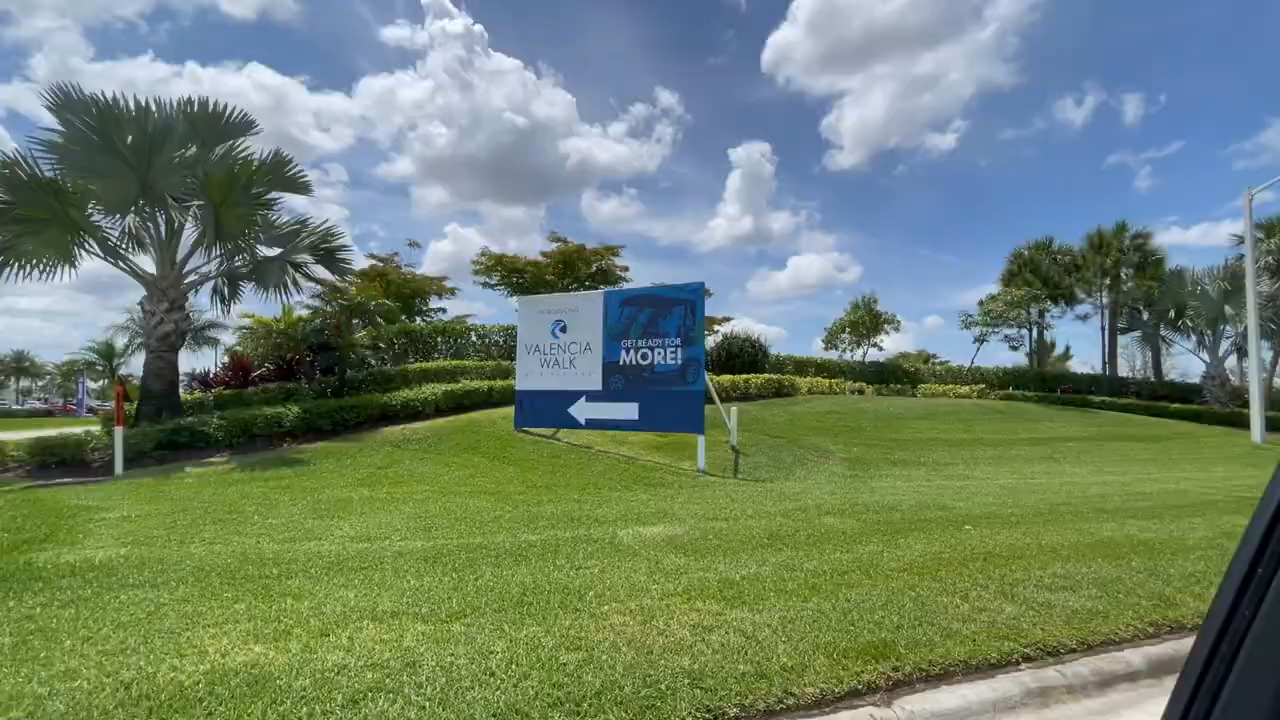 INTRODUCING
VALENCIA
WALK
GET READY FOR
MORE!